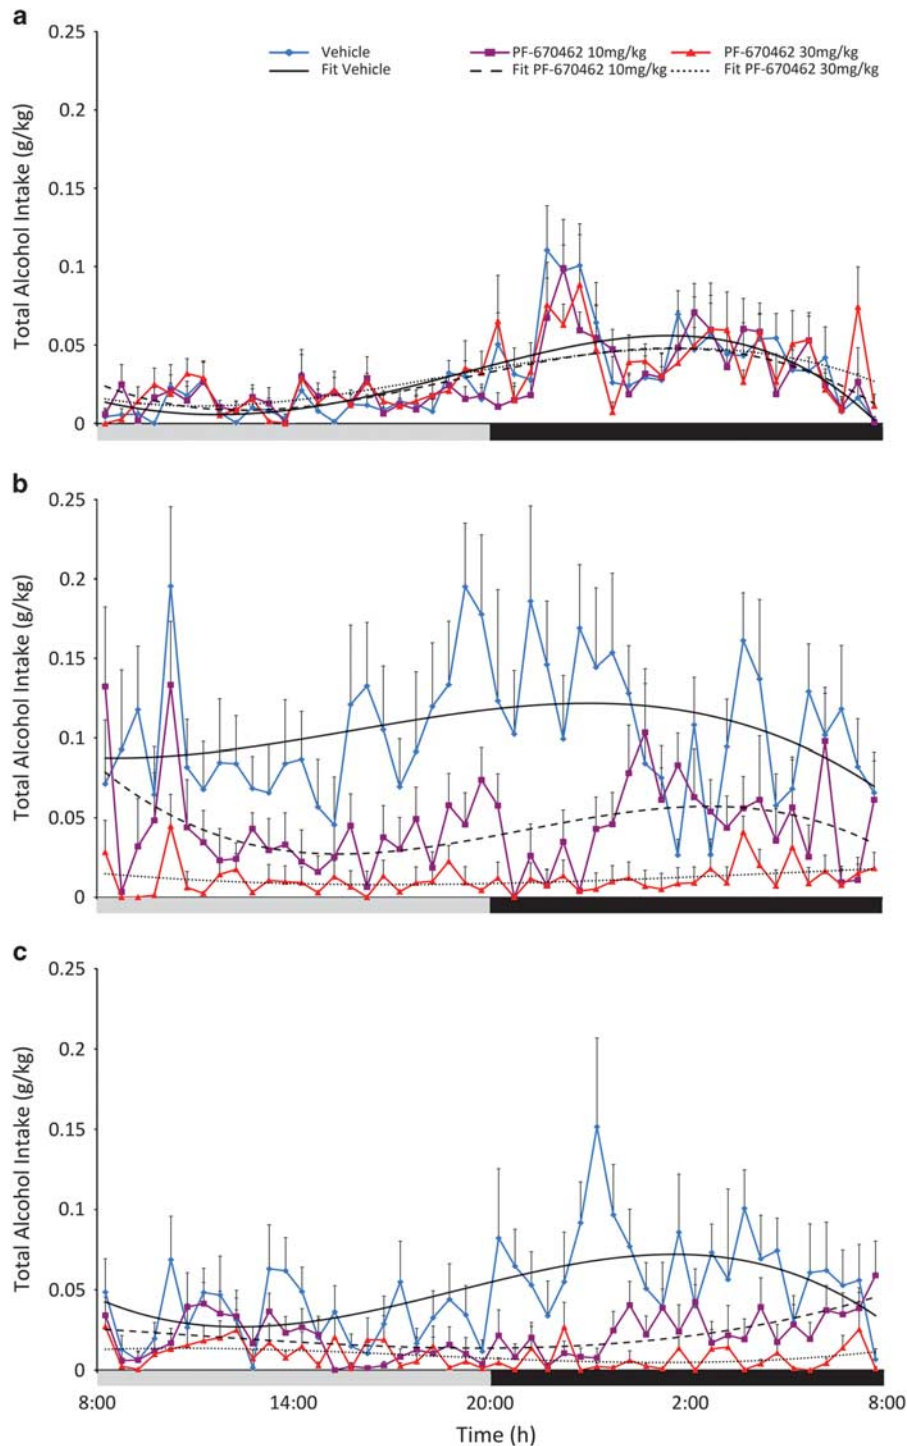 a
0.25
Vehicle PF-670462 10mg/kg PF-670462 30mg/kg
Fit Vehicle Fit PF-670462 10mg/kg Fit PF-670462 30mg/kg
0.2
0.15
0.1
0.05
0
Total Alcohol Intake (g/kg)
b
0.25
0.2
0.15
0.1
0.05
0
Total Alcohol Intake (g/kg)
c
0.25
0.2
0.15
0.1
0.05
0
Total Alcohol Intake (g/kg)
8:00 14:00 20:00 2:00 8:00
Time (h)